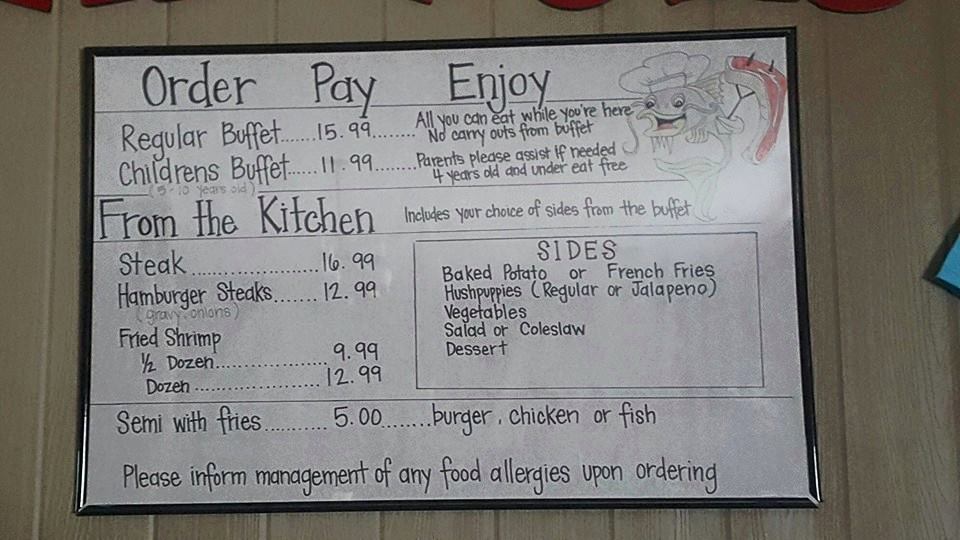 Order Pay Enjoy
Regular Buffet......15.99........All you can eat while you're here
No carry outs from buffet
Childrens Buffet......11.99........Parents please assist if needed
(5-10 years old) 4 years old and under eat free
From the Kitchen Includes your choice of sides from the buffet
Steak......................16.99
Hamburger Steaks.......12.99
(gravy, onions)
Fried Shrimp
1/2 Dozen................... 9.99
Dozen.....................12.99
SIDES
Baked Potato or French Fries
Hushpuppies (Regular or Jalapeno)
Vegetables
Salad or Coleslaw
Dessert
Semi with fries........... 5.00.......burger, chicken or fish
Please inform management of any food allergies upon ordering